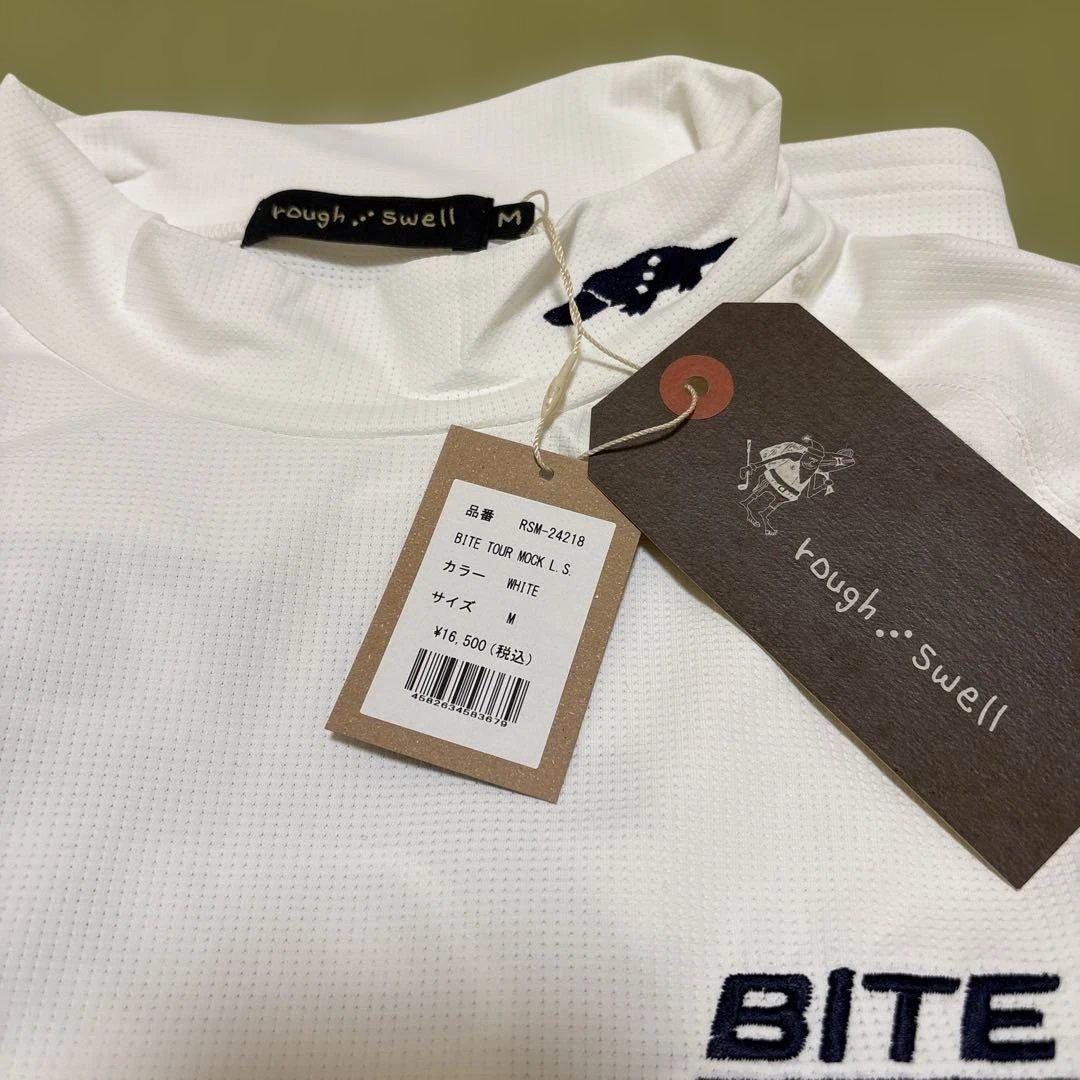 rough swell M
品番 RSM-24218
BITE TOUR MOCK L.S.
カラー WHITE
サイズ M
¥16,500(税込)
4582634583679
rough swell
BITE